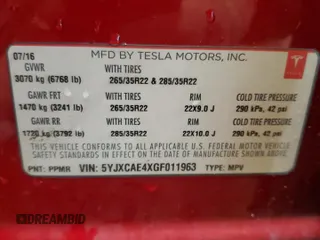 07/16 MFD BY TESLA MOTORS, INC.
GVWR WITH TIRES
3070 kg (6768 lb) 265/35R22 & 285/35R22
TESLA
GAWR FRT WITH TIRES RIM COLD TIRE PRESSURE
1470 kg (3241 lb) 265/35R22 22X9.0 J 290 kPa, 42 psi
GAWR RR WITH TIRES RIM COLD TIRE PRESSURE
1720 kg (3792 lb) 285/35R22 22X10.0 J 290 kPa, 42 psi
THIS VEHICLE CONFORMS TO ALL APPLICABLE U.S. FEDERAL MOTOR VEHICLE
SAFETY STANDARDS IN EFFECT ON THE DATE OF MANUFACTURE SHOWN ABOVE.
PNT: PPMR VIN: 5YJXCAE4XGF011963 TYPE: MPV
© DREAMBID.COM